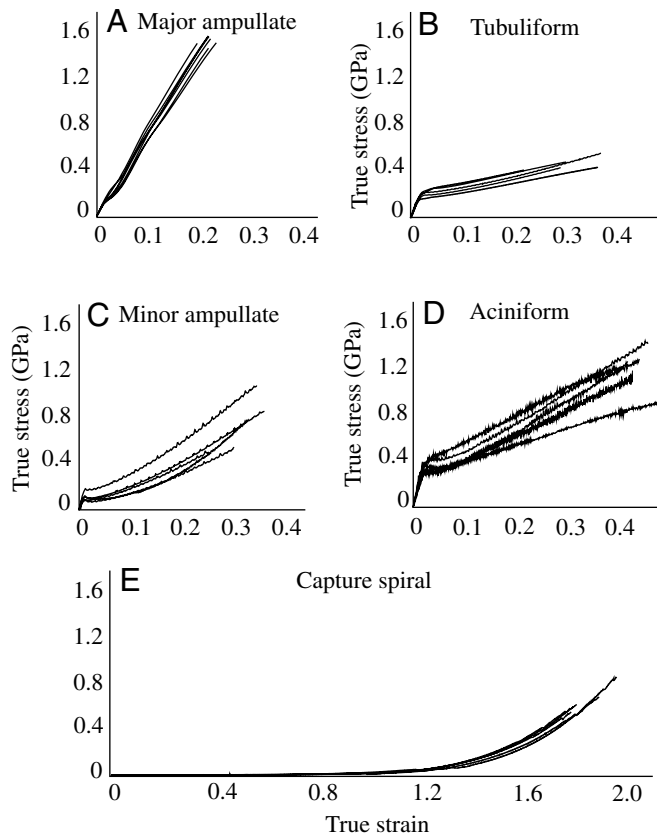 A Major ampullate
1.6
1.2
0.8
0.4
0
0 0.1 0.2 0.3 0.4
B Tubuliform
True stress (GPa)
1.6
1.2
0.8
0.4
0
0 0.1 0.2 0.3 0.4
C Minor ampullate
True stress (GPa)
1.6
1.2
0.8
0.4
0
0 0.1 0.2 0.3 0.4
D Aciniform
True stress (GPa)
1.6
1.2
0.8
0.4
0
0 0.1 0.2 0.3 0.4
E Capture spiral
1.6
1.2
0.8
0.4
0
0 0.4 0.8 1.2 1.6 2.0
True strain